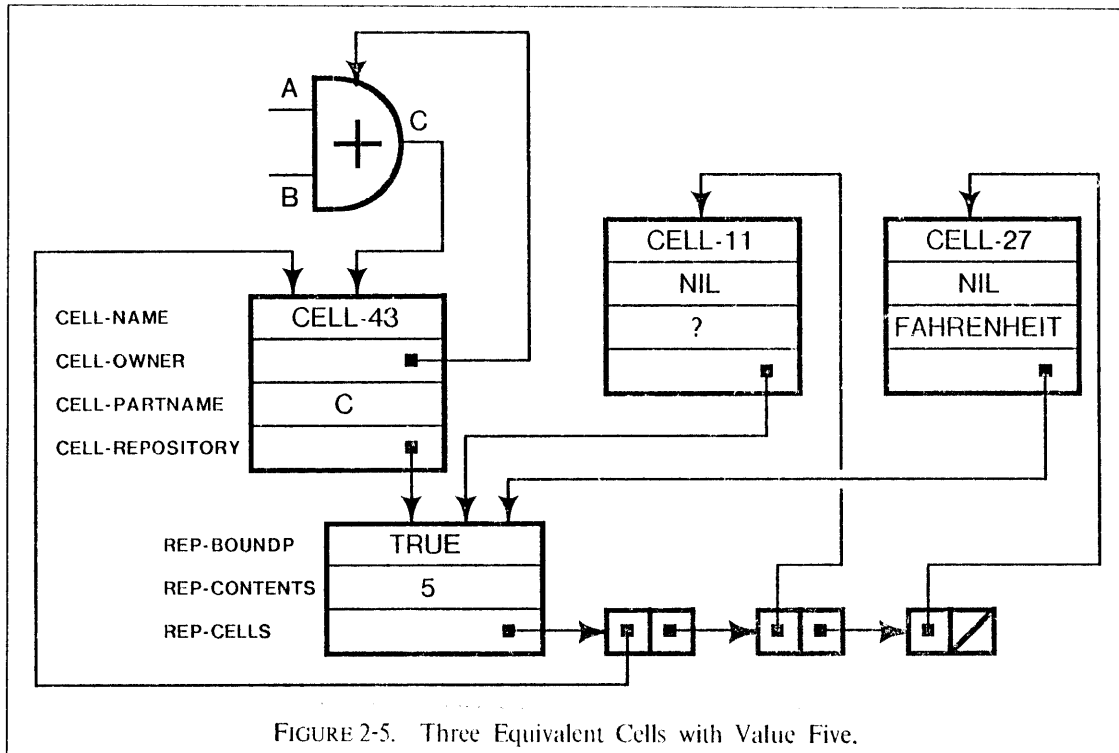 A
+
C
B
CELL-11
NIL
?
CELL-27
NIL
FAHRENHEIT
CELL-NAME
CELL-OWNER
CELL-PARTNAME
CELL-REPOSITORY
CELL-43
C
REP-BOUNDP
REP-CONTENTS
REP-CELLS
TRUE
5
FIGURE 2-5. Three Equivalent Cells with Value Five.